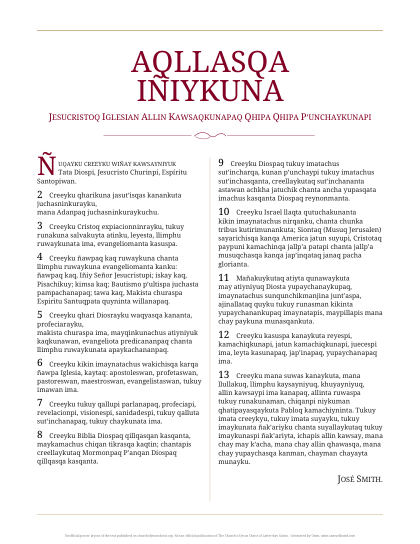 AQLLASQA
IÑIYKUNA
Jesucristoq Iglesian Allin Kawsaqkunapaq Qhipa Qhipa P'unchaykunapi
Ñuqayku creeyku wiñay kawsayniyuk
Tata Diospi, Jesucristo Churinpi, Espíritu
Santopiwan.
2 Creeyku qharikuna jasut'isqas kanankuta
juchasninkurayku,
mana Adanpaq juchasninkuraykuchu.
3 Creeyku Cristoq expiacionninrayku, tukuy
runakuna salvakuyta atinku, leyesta, llimphu
ruwaykunata ima, evangeliomanta kasuspa.
4 Creeyku ñawpaq kaq ruwaykuna chanta
llimphu ruwaykuna evangeliomanta kanku:
ñawpaq kaq, Iñiy Señor Jesucristupi; iskay kaq,
Pisachikuy; kimsa kaq; Bautismo p'ultispa juchasta
pampachanapaq; tawa kaq, Makista churaspa
Espíritu Santuqpata quyninta willanapaq.
5 Creeyku qhari Diosrayku waqyasqa kananta,
profeciarayku,
makista churaspa ima, mayqinkunachus atiyniyuk
kaqkunawan, evangeliota predicananpaq chanta
llimphu ruwaykunata apaykachananpaq.
6 Creeyku kikin imaynatachus wakichisqa karqa
ñawpa Iglesia, kaytaq: apostoleswan, profetaswan,
pastoreswan, maestroswan, evangelistaswan, tukuy
imawan ima.
7 Creeyku tukuy qallupi parlanapaq, profeciapi,
revelacionpi, visionespi, sanidadespi, tukuy qalluta
sut'inchanapaq, tukuy chaykunata ima.
8 Creeyku Biblia Diospaq qillqasqan kasqanta,
maykamachus chiqan tikrasqa kaqtin; chantapis
creellaykutaq Mormonpaq P'anqan Diospaq
qillqasqa kasqanta.
9 Creeyku Diospaq tukuy imatachus
sut'incharqa, kunan p'unchaypi tukuy imatachus
sut'inchasqanta, creellaykutaq sut'inchananta
astawan achkha jatuchik chanta ancha yupasqata
imachus kasqanta Diospaq reynonmanta.
10 Creeyku Israel llaqta qutuchakunanta
kikin imaynatachus nirqanku, chanta chunka
tribus kutirimunankuta; Siontaq (Musuq Jerusalen)
sayarichisqa kanqa America jatun suyupi, Cristotaq
paypuni kamachinqa jallp'a patapi chanta jallp'a
musuqchasqa kanqa jap'inqataq janaq pacha
glorianta.
11 Mañakuykutaq atiyta qunawaykuta
may atiyniyuq Diosta yupaychanaykupaq,
imaynatachus sunqunchikmanjina junt'aspa,
ajinallataq quyku tukuy runasman kikinta
yupaychanankupaq imaynatapis, maypillapis mana
chay paykuna munasqankuta.
12 Creeyku kasuspa kanaykuta reyespi,
kamachiqkunapi, jatun kamachiqkunapi, juecespi
ima, leyta kasunapaq, jap'inapaq, yupaychanapaq
ima.
13 Creeyku mana suwas kanaykuta, mana
llullakuq, llimphu kaysayniyuq, khuyayniyuq,
allin kawsaypi ima kanapaq, allinta ruwaspa
tukuy runakunaman, chiqanpi niykuman
qhatipayasqaykuta Pabloq kamachiyninta. Tukuy
imata creeykyu, tukuy imata suyayku, tukuy
imaykunata ñak'ariyku chanta suyallaykutaq tukuy
imaykunaspi ñak'ariyta, ichapis allin kawsay, mana
chay may k'acha, mana chay allin qhawasqa, mana
chay yupaychasqa kanman, chayman chayayta
munayku.
José Smith.